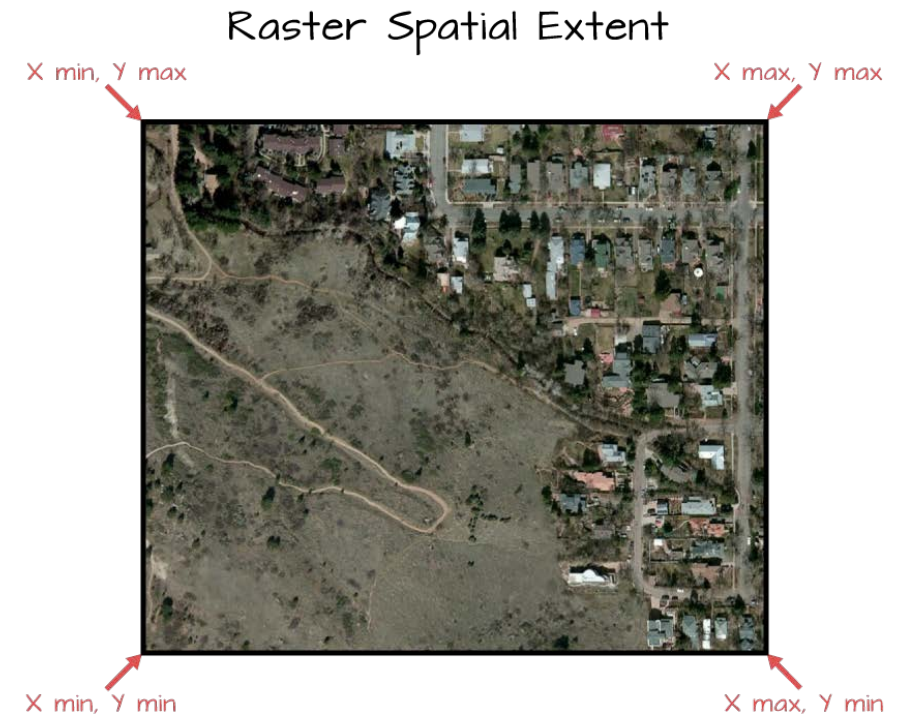 Raster Spatial Extent
X min, Y max
X max, Y max
X min, Y min
X max, Y min